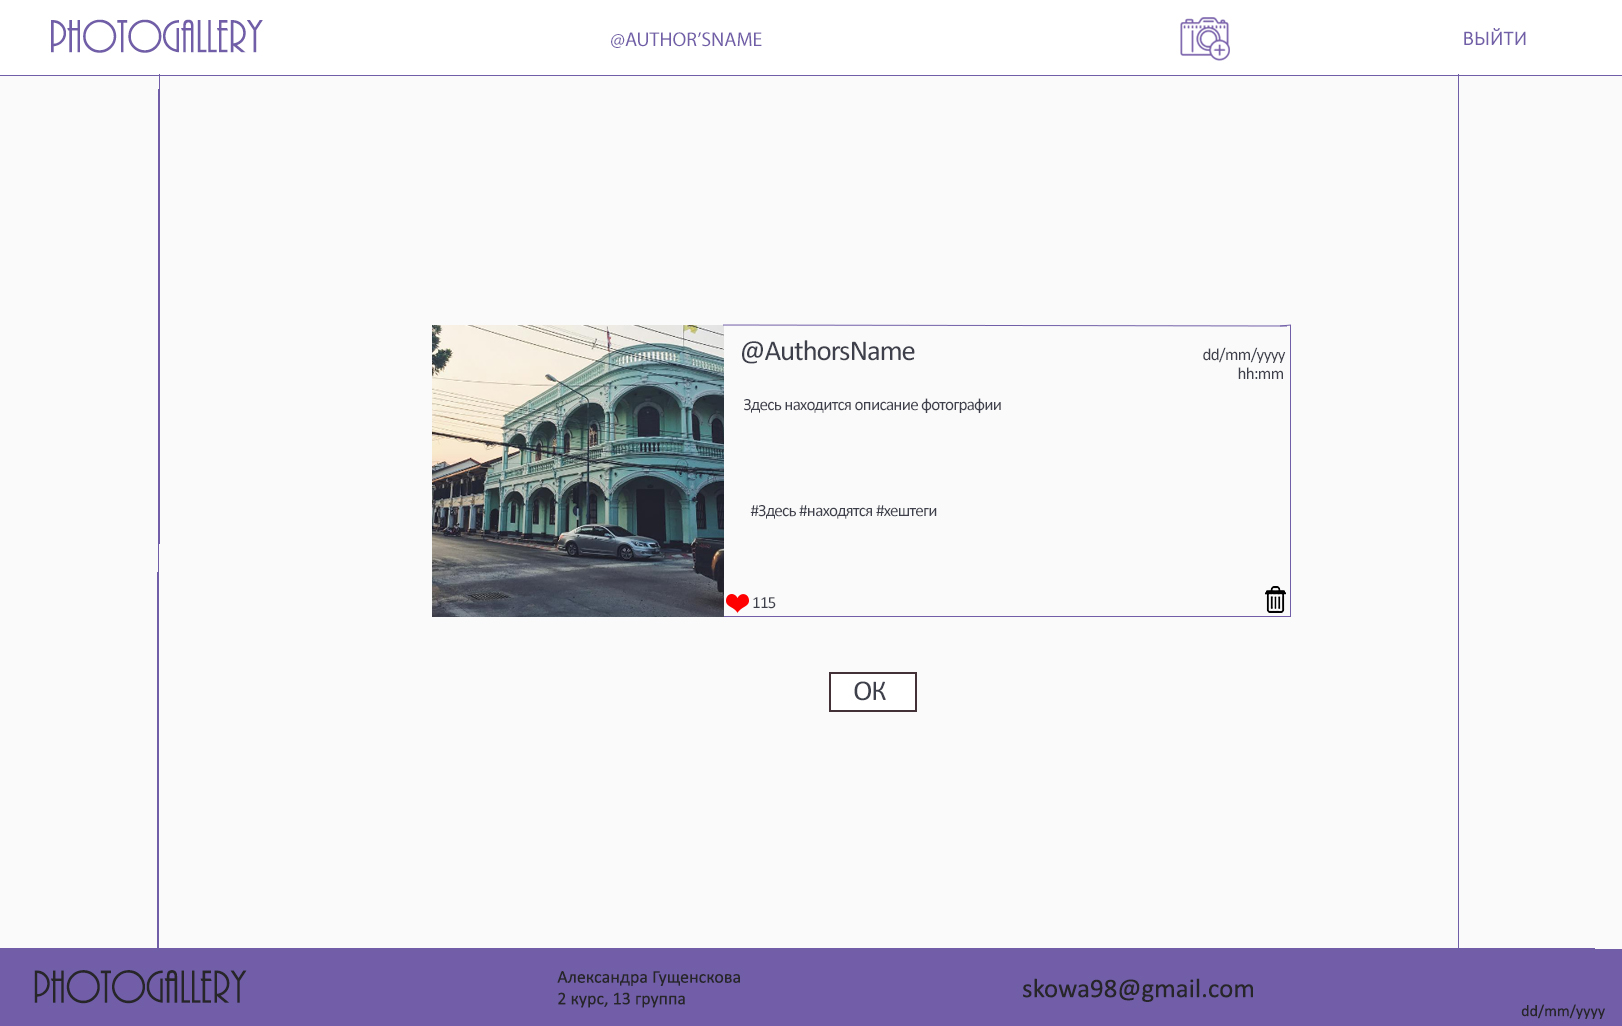 PHOTOGALLERY
@AUTHOR'SNAME
ВЫЙТИ
@AuthorsName
dd/mm/yyyy
hh:mm
Здесь находится описание фотографии
#Здесь #находятся #хештеги
115
OK
PHOTOGALLERY
Александра Гущенскова
2 курс, 13 группа
skowa98@gmail.com
dd/mm/yyyy